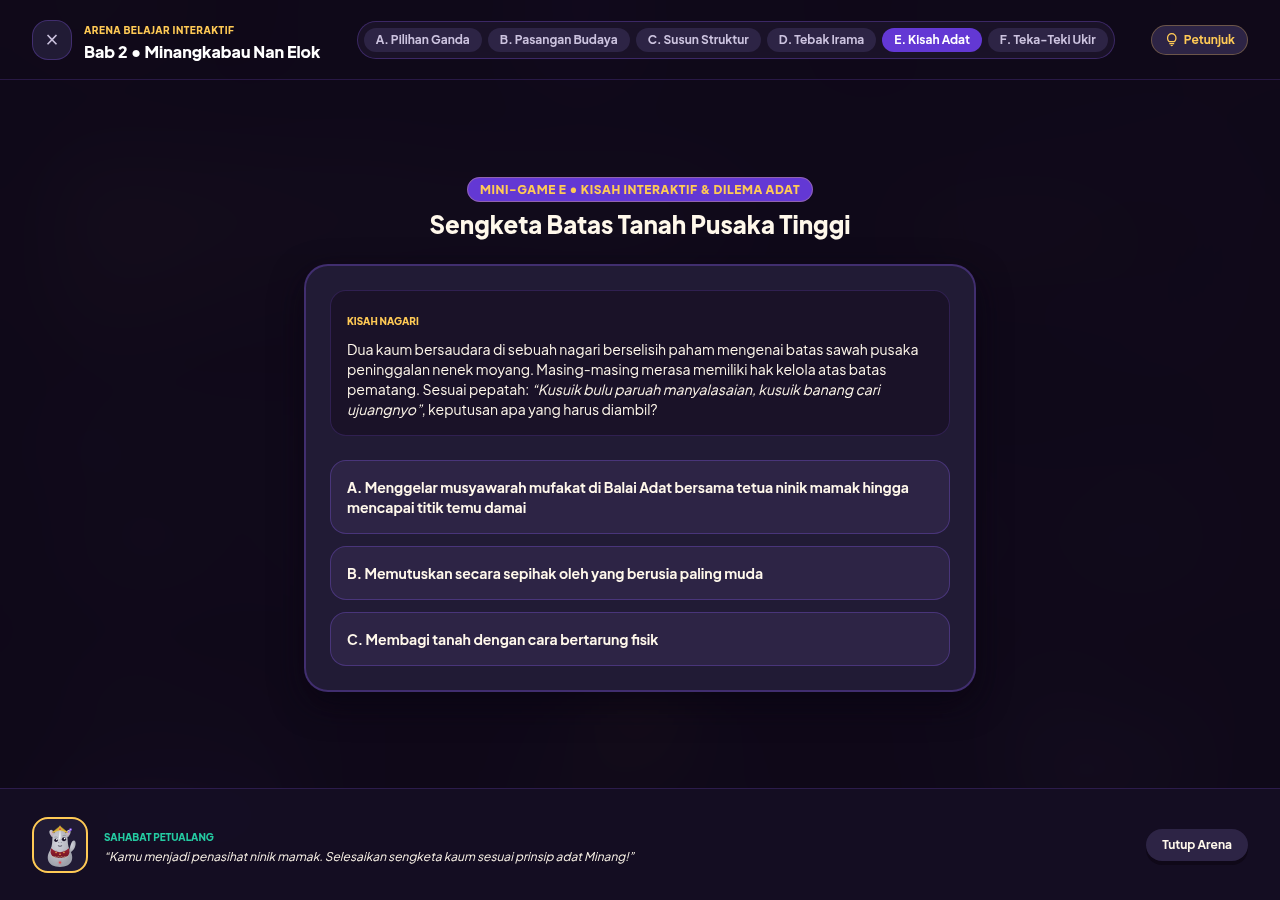 ARENA BELAJAR INTERAKTIF
Bab 2 ● Minangkabau Nan Elok
A. Pilihan Ganda
B. Pasangan Budaya
C. Susun Struktur
D. Tebak Irama
E. Kisah Adat
F. Teka-Teki Ukir
Petunjuk
MINI-GAME E ● KISAH INTERAKTIF & DILEMA ADAT
Sengketa Batas Tanah Pusaka Tinggi
KISAH NAGARI
Dua kaum bersaudara di sebuah nagari berselisih paham mengenai batas sawah pusaka
peninggalan nenek moyang. Masing-masing merasa memiliki hak kelola atas batas
pematang. Sesuai pepatah: “Kusuik bulu paruah manyalasaian, kusuik banang cari
ujuangnyo”, keputusan apa yang harus diambil?
A. Menggelar musyawarah mufakat di Balai Adat bersama tetua ninik mamak hingga
mencapai titik temu damai
B. Memutuskan secara sepihak oleh yang berusia paling muda
C. Membagi tanah dengan cara bertarung fisik
SAHABAT PETUALANG
“Kamu menjadi penasihat ninik mamak. Selesaikan sengketa kaum sesuai prinsip adat Minang!”
Tutup Arena